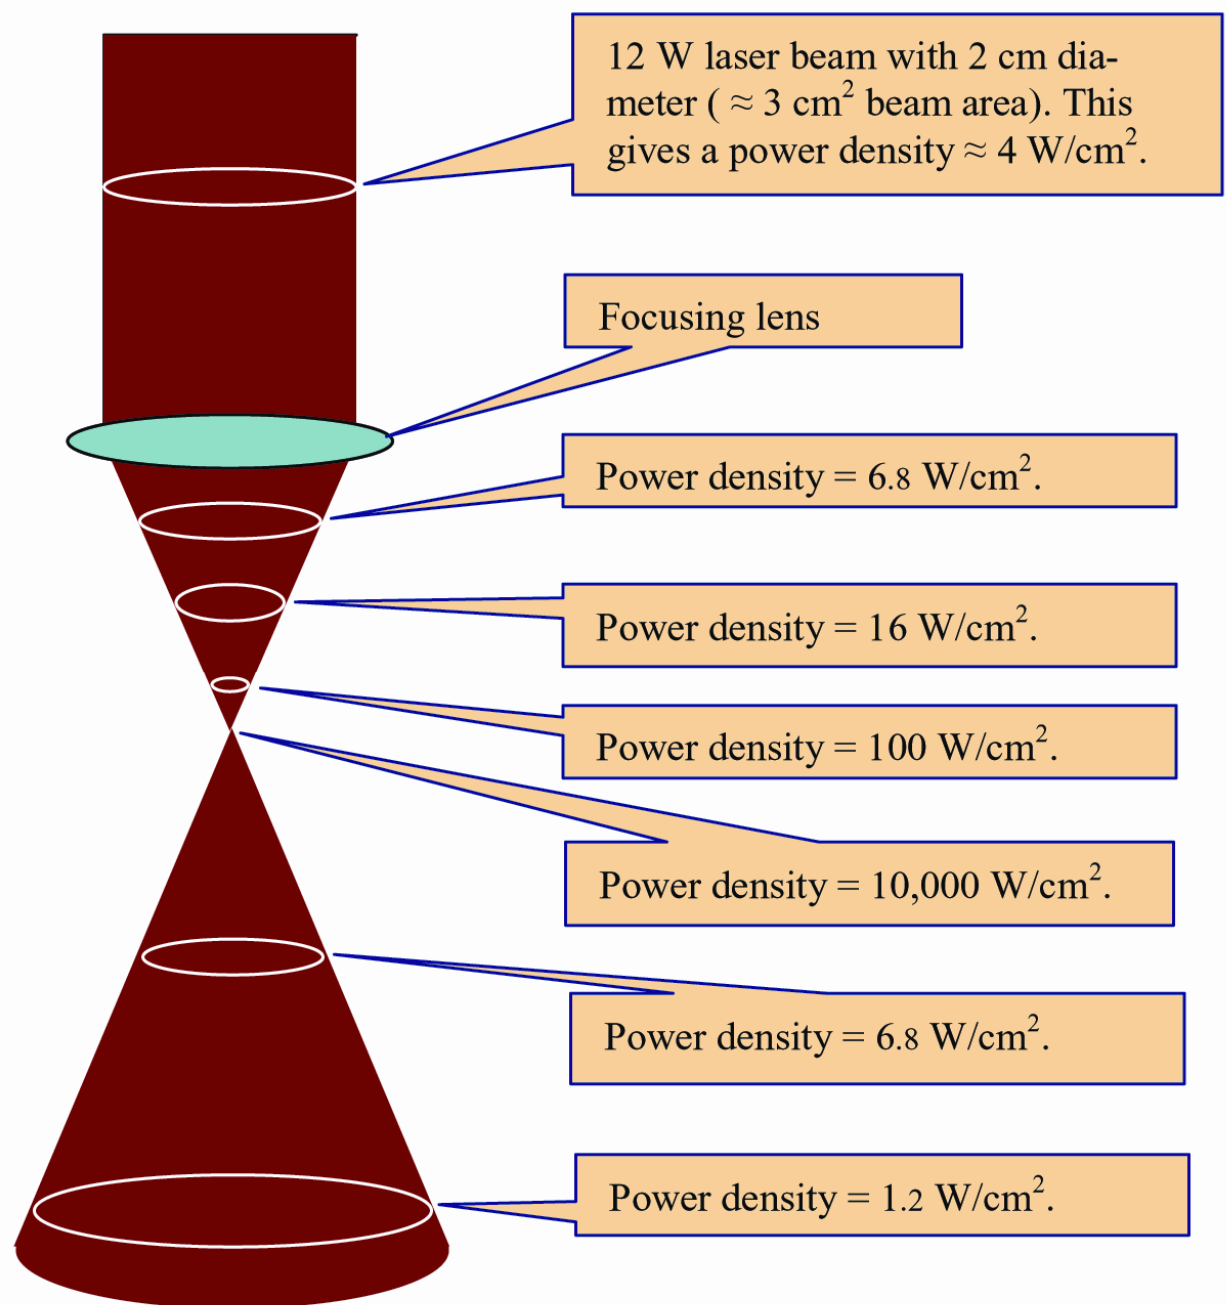 12 W laser beam with 2 cm dia-
meter ( ≈ 3 cm² beam area). This
gives a power density ≈ 4 W/cm².
Focusing lens
Power density = 6.8 W/cm².
Power density = 16 W/cm².
Power density = 100 W/cm².
Power density = 10,000 W/cm².
Power density = 6.8 W/cm².
Power density = 1.2 W/cm².